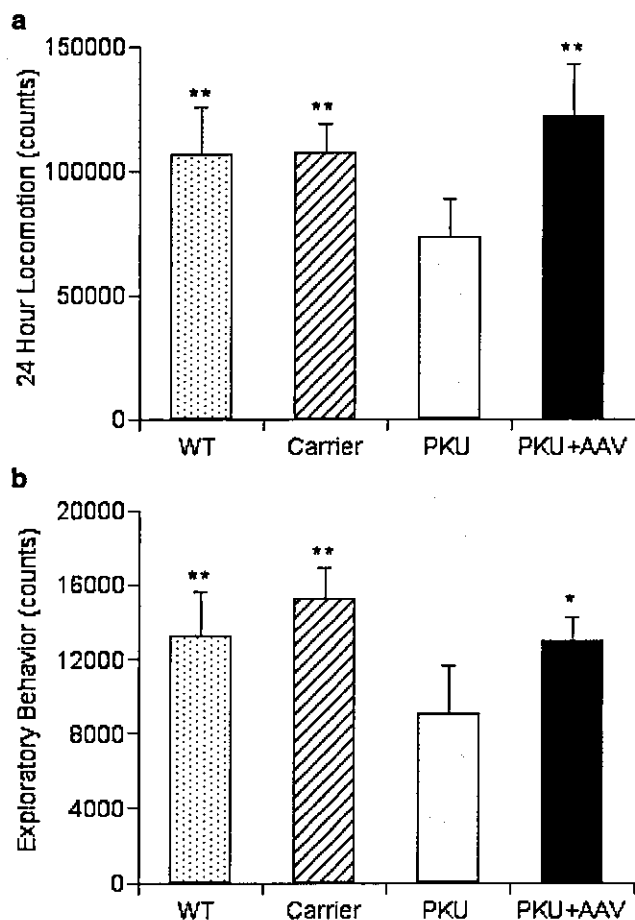 a
24 Hour Locomotion (counts)
150000
100000
50000
0
**
**
**
WT
Carrier
PKU
PKU+AAV
b
Exploratory Behavior (counts)
20000
16000
12000
8000
4000
0
**
**
*
WT
Carrier
PKU
PKU+AAV